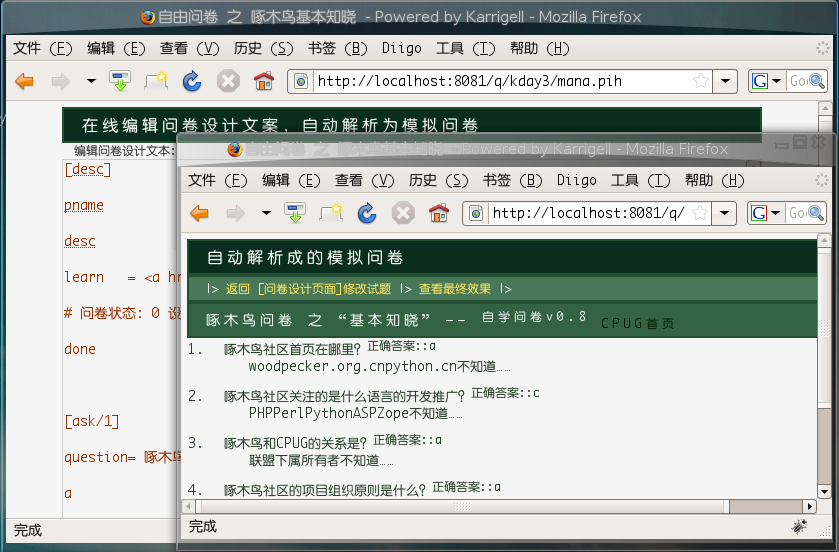 自由问卷 之 啄木鸟基本知晓 - Powered by Karrigell - Mozilla Firefox
文件 (F) 编辑 (E) 查看 (V) 历史 (S) 书签 (B) Diigo 工具 (T) 帮助 (H)
http://localhost:8081/q/kday3/mana.pih
G
在线编辑问卷设计文案, 自动解析为模拟问卷
编辑问卷设计文本:
[desc]
pname
desc
learn = <a h
# 问卷状态: 0 设
done
[ask/1]
question= 啄木鸟
a
完成
自由问卷 之 啄木鸟基本知晓 - Powered by Karrigell - Mozilla Firefox
文件 (F) 编辑 (E) 查看 (V) 历史 (S) 书签 (B) Diigo 工具 (T) 帮助 (H)
http://localhost:8081/q/
G
自动解析成的模拟问卷
|> 返回 [问卷设计页面]修改试题 |> 查看最终效果 |>
啄木鸟问卷 之 “基本知晓” -- 自学问卷v0.8 CPUG首页
1. 啄木鸟社区首页在哪里? 正确答案::a
woodpecker.org.cnpython.cn不知道……
2. 啄木鸟社区关注的是什么语言的开发推广? 正确答案::c
PHPPerlPythonASPZope不知道……
3. 啄木鸟和CPUG的关系是? 正确答案::a
联盟下属所有者不知道……
4. 啄木鸟社区的项目组织原则是什么? 正确答案::a
完成